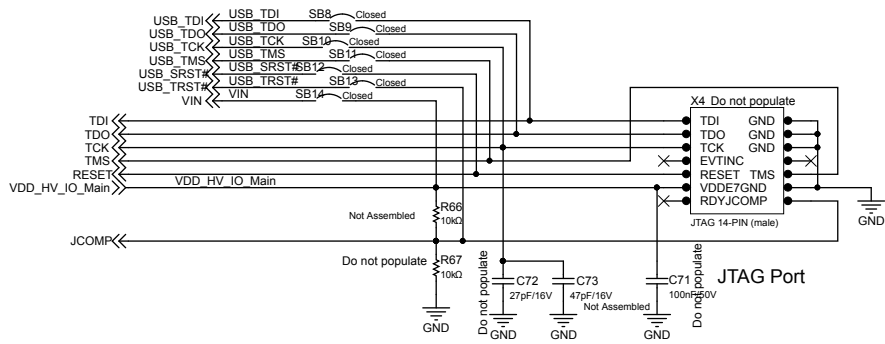 USB_TDI USB_TDI SB8 Closed
USB_TDO USB_TDO SB9 Closed
USB_TCK USB_TCK SB10 Closed
USB_TMS USB_TMS SB11 Closed
USB_SRST# USB_SRST# SB12 Closed
USB_TRST# USB_TRST# SB13 Closed
VIN VIN SB14 Closed
X4 Do not populate
TDI TDI GND
TDO TDO GND
TCK TCK GND
TMS EVTINC
RESET RESET TMS
VDD_HV_IO_Main VDD_HV_IO_Main VDDE7GND
RDYJCOMP
GND
JTAG 14-PIN (male)
R66
10kΩ
Not Assembled
JCOMP
Do not populate
R67
10kΩ
GND
Do not populate
C72
27pF/16V
GND
C73
47pF/16V
Not Assembled
GND
C71
100nF/50V
Do not populate
GND
JTAG Port